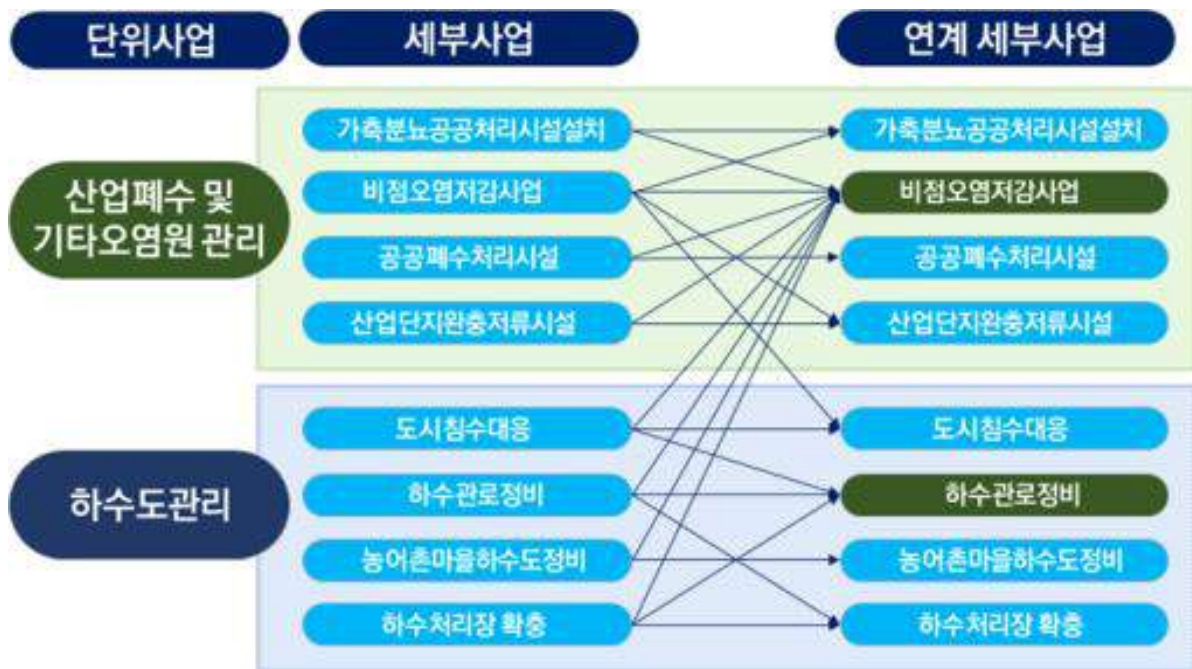 단위사업
세부사업
연계 세부사업
산업폐수 및
기타오염원 관리
가축분뇨공공처리시설설치
가축분뇨공공처리시설설치
비점오염저감사업
비점오염저감사업
공공폐수처리시설
공공폐수처리시설
산업단지완충저류시설
산업단지완충저류시설
하수도관리
도시침수대응
도시침수대응
하수관로정비
하수관로정비
농어촌마을하수도정비
농어촌마을하수도정비
하수처리장 확충
하수처리장 확충